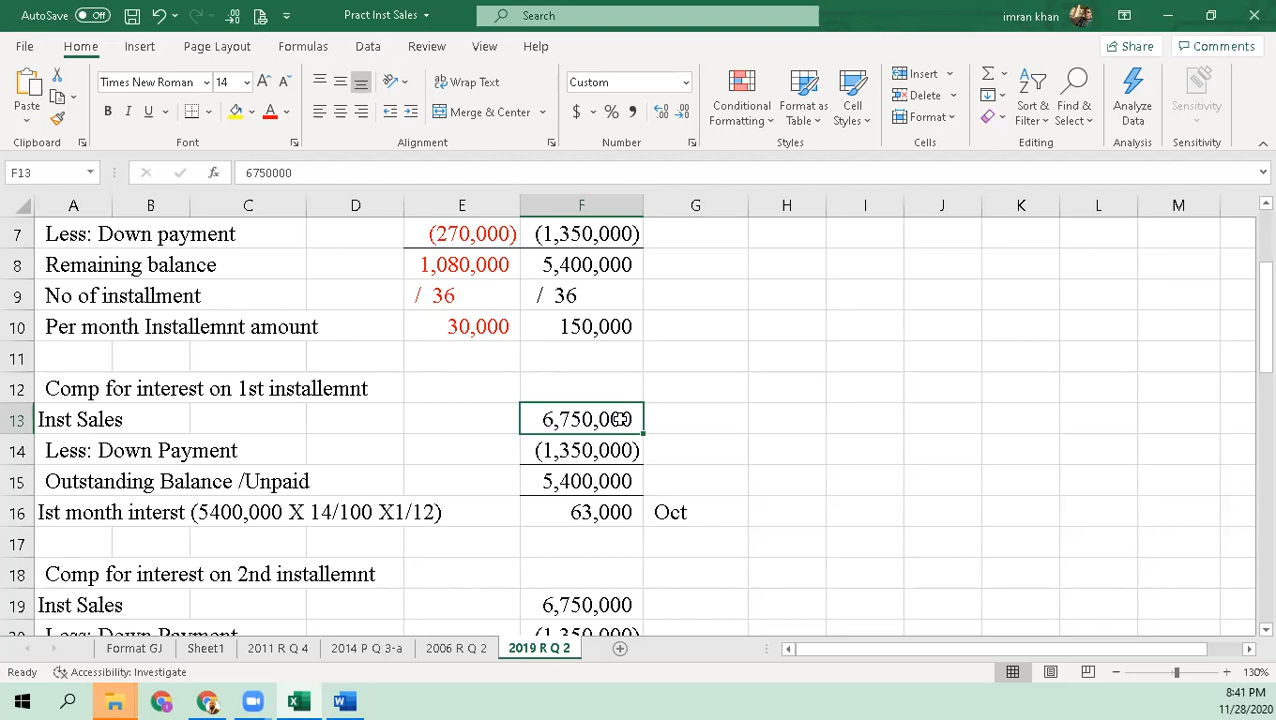 AutoSave Off Pract Inst Sales Search imran khan
File Home Insert Page Layout Formulas Data Review View Help Share Comments
Paste Times New Roman 14 Wrap Text Custom Conditional Formatting Format as Table Cell Styles Insert Sort & Filter Find & Select Analyze Data Sensitivity
B I U A Merge & Center $ % Delete
Format
Clipboard Font Alignment Number Styles Cells Editing Analysis Sensitivity
F13 fx 6750000
A B C D E F G H I J K L M
7 Less: Down payment (270,000) (1,350,000)
8 Remaining balance 1,080,000 5,400,000
9 No of installment / 36 / 36
10 Per month Installemnt amount 30,000 150,000
11
12 Comp for interest on 1st installemnt
13 Inst Sales 6,750,000
14 Less: Down Payment (1,350,000)
15 Outstanding Balance /Unpaid 5,400,000
16 Ist month interst (5400,000 X 14/100 X1/12) 63,000 Oct
17
18 Comp for interest on 2nd installemnt
19 Inst Sales 6,750,000
20 Less: Down Payment (1,350,000)
Format GJ Sheet1 2011 R Q 4 2014 P Q 3-a 2006 R Q 2 2019 R Q 2
Ready Accessibility: Investigate 130%
8:41 PM
11/28/2020